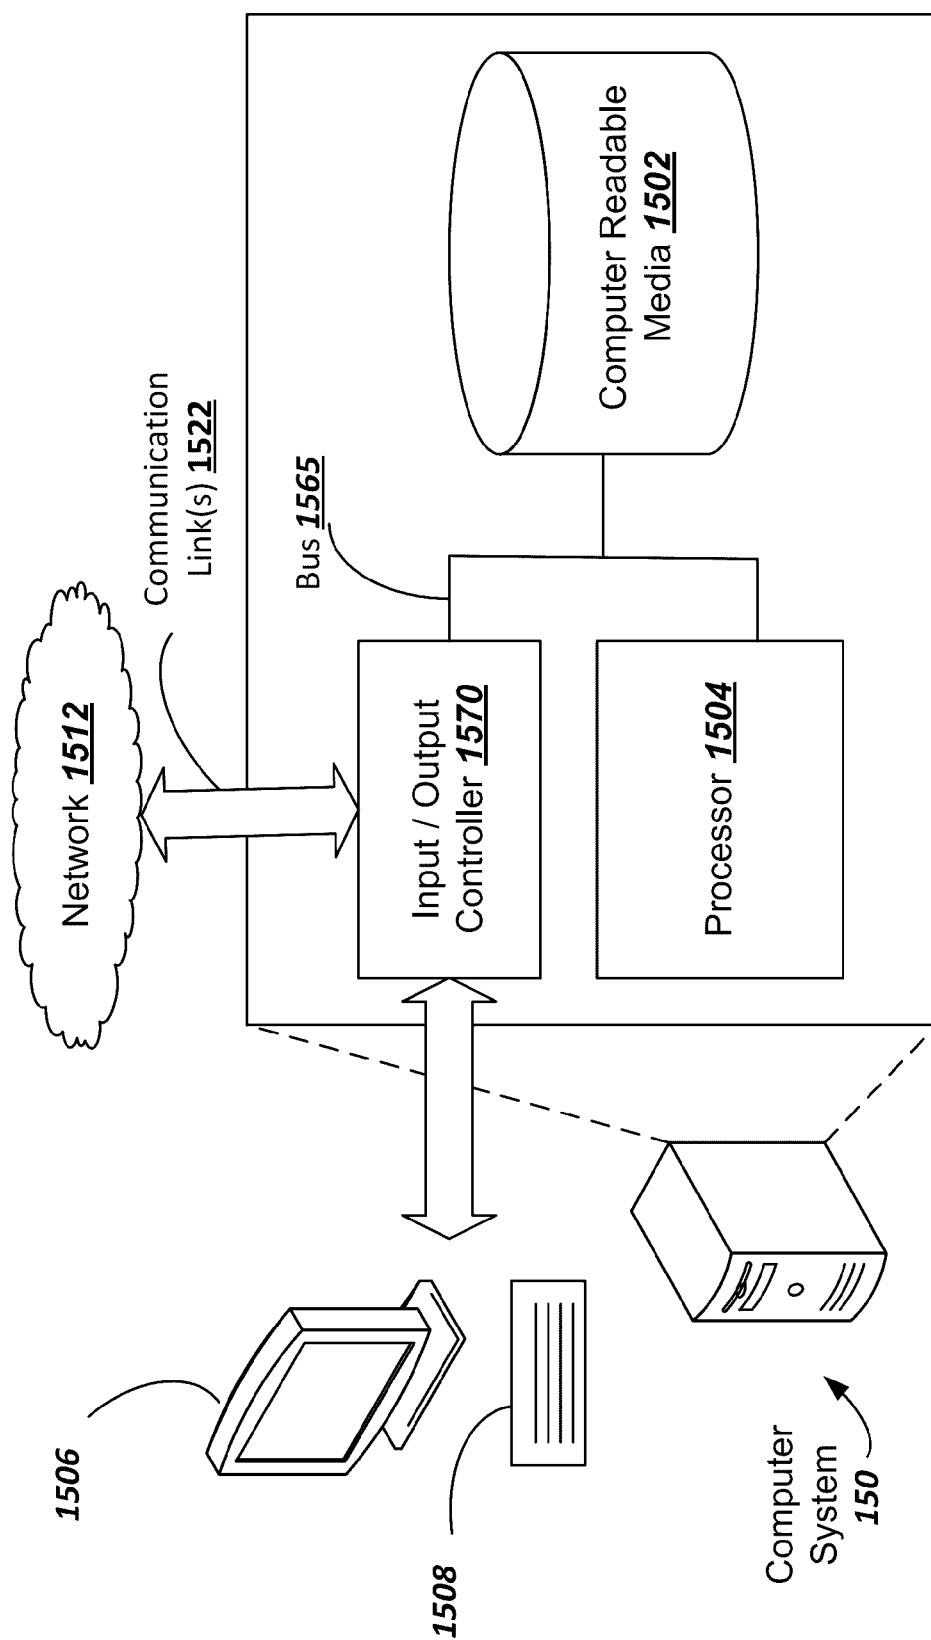 Network 1512
Communication
Link(s) 1522
Bus 1565
1506
1508
Input / Output
Controller 1570
Processor 1504
Computer Readable
Media 1502
Computer
System
150